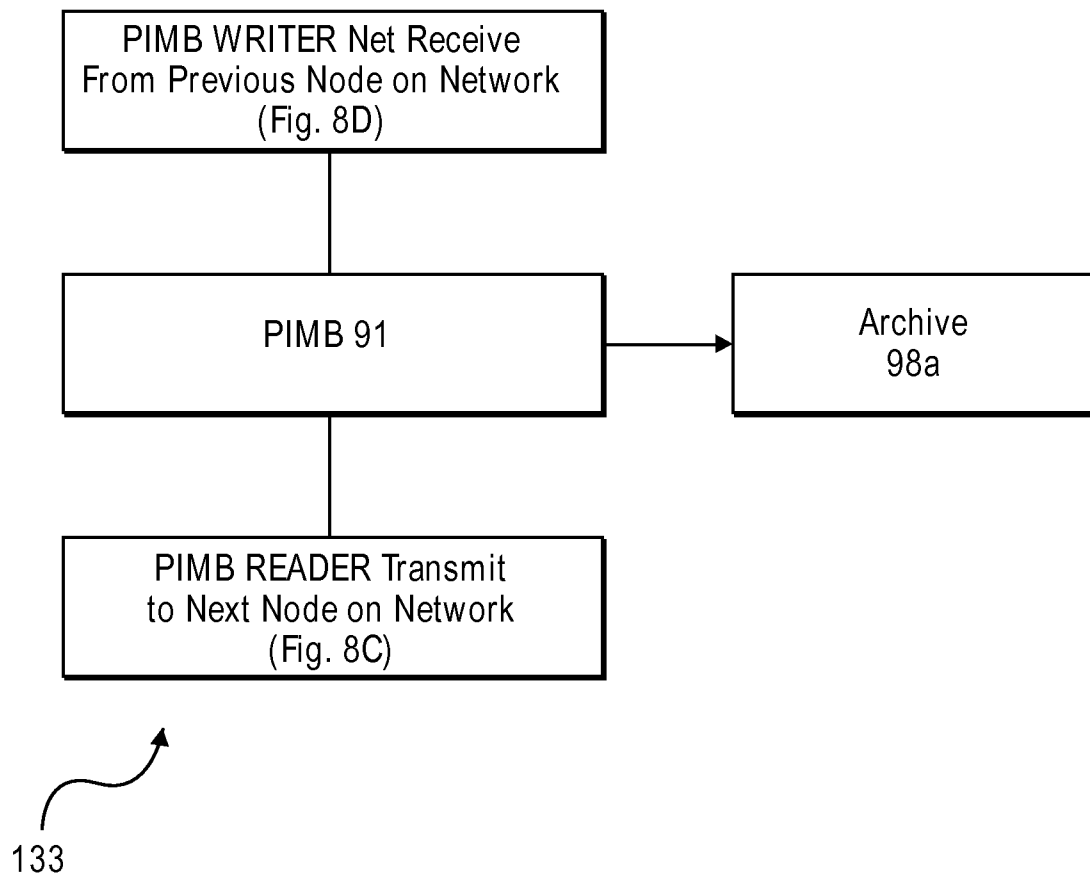 PIMB WRITER Net Receive
From Previous Node on Network
(Fig. 8D)
PIMB 91
Archive
98a
PIMB READER Transmit
to Next Node on Network
(Fig. 8C)
133